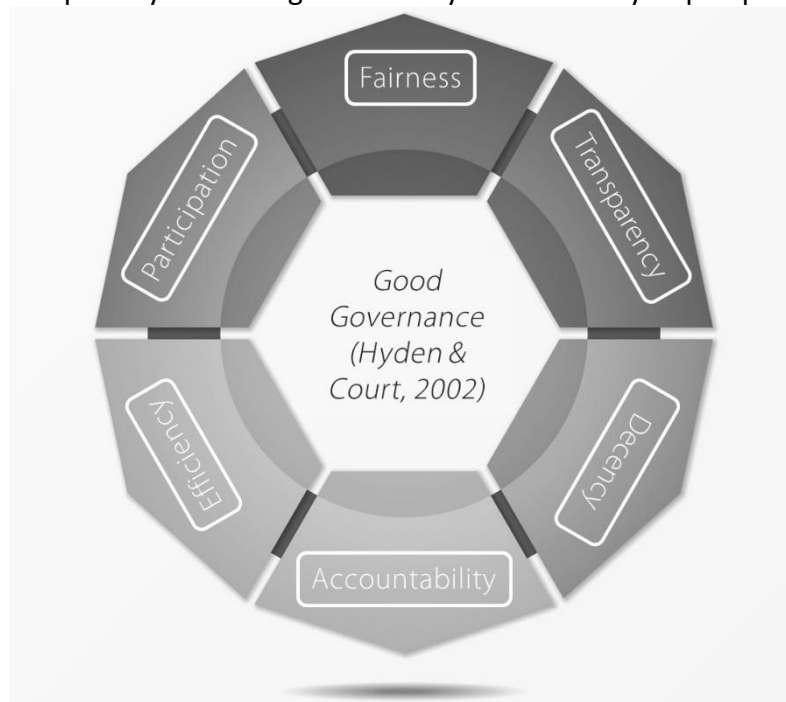 Fairness
Transparency
Decency
Accountability
Efficiency
Participation
Good
Governance
(Hyden &
Court, 2002)